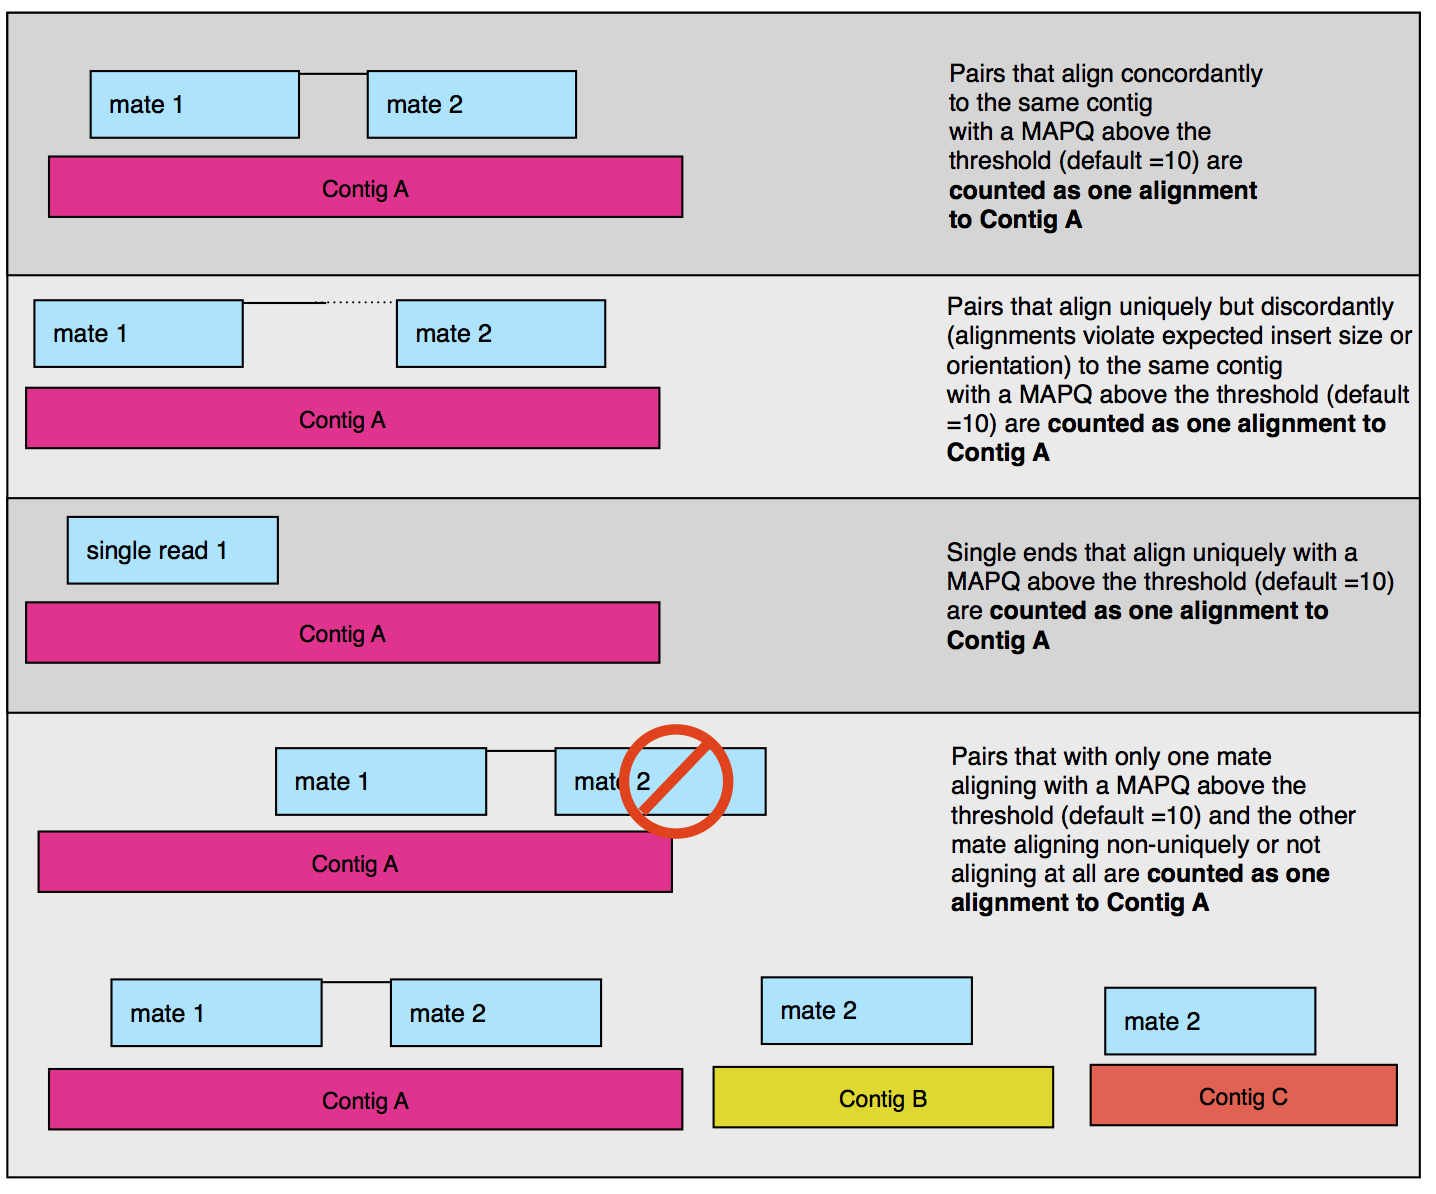 mate 1
mate 2
Contig A
Pairs that align concordantly
to the same contig
with a MAPQ above the
threshold (default =10) are
counted as one alignment
to Contig A
mate 1
mate 2
Contig A
Pairs that align uniquely but discordantly
(alignments violate expected insert size or
orientation) to the same contig
with a MAPQ above the threshold (default
=10) are counted as one alignment to
Contig A
single read 1
Contig A
Single ends that align uniquely with a
MAPQ above the threshold (default =10)
are counted as one alignment to
Contig A
mate 1
mate 2
Contig A
Pairs that with only one mate
aligning with a MAPQ above the
threshold (default =10) and the other
mate aligning non-uniquely or not
aligning at all are counted as one
alignment to Contig A
mate 1
mate 2
mate 2
mate 2
Contig A
Contig B
Contig C